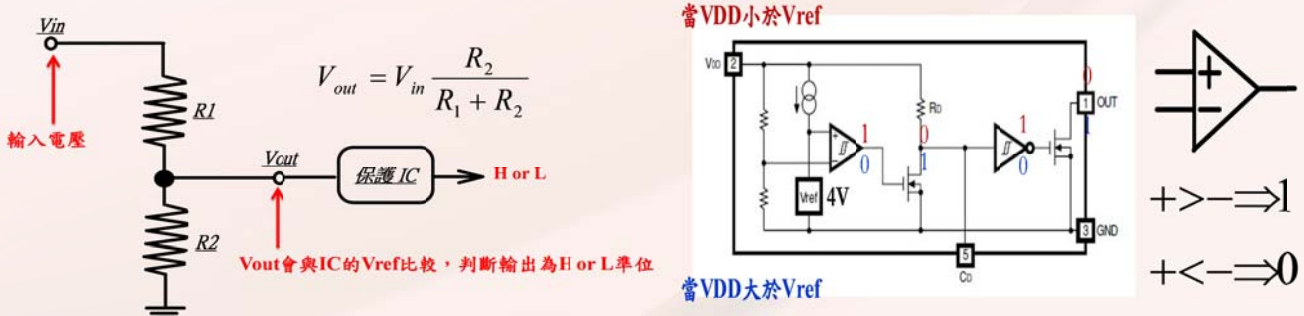 Vin
輸入電壓
R1
Vout = Vin R2 / R1 + R2
Vout
保護 IC
H or L
R2
Vout會與IC的Vref比較，判斷輸出為H or L準位
當VDD小於Vref
VDD
2
RD
1
0
1
0
0
1
1
0
1
OUT
Vref
4V
3
GND
5
CD
當VDD大於Vref
+
−
+>−⇒1
+<−⇒0